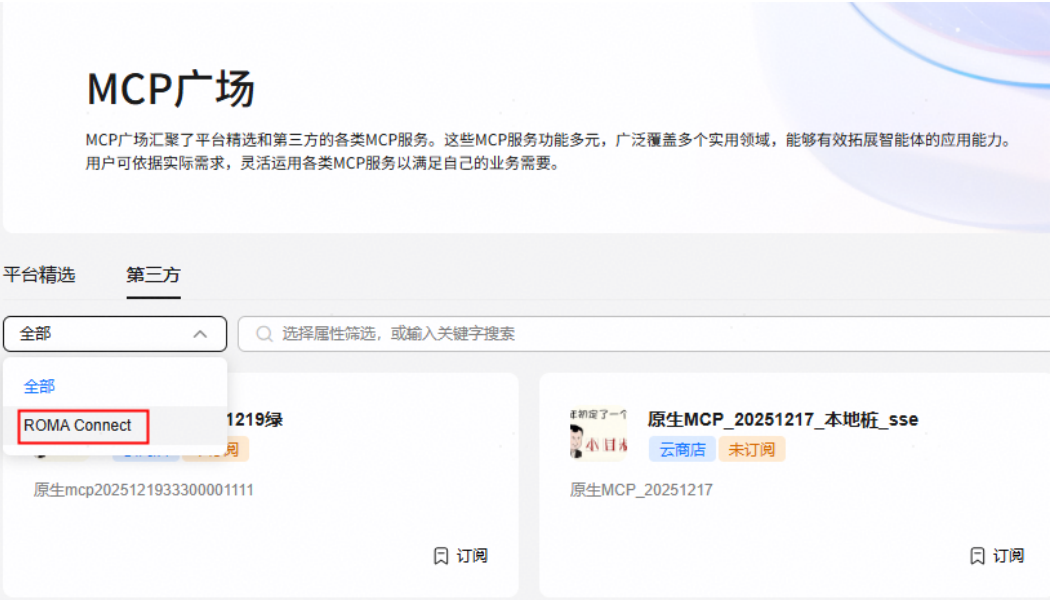 MCP广场
MCP广场汇聚了平台精选和第三方的各类MCP服务。这些MCP服务功能多元，广泛覆盖多个实用领域，能够有效拓展智能体的应用能力。
用户可依据实际需求，灵活运用各类MCP服务以满足自己的业务需要。
平台精选 第三方
全部 选择属性筛选，或输入关键字搜索
全部
ROMA Connect
1219绿
原生MCP_20251217_本地桩_sse
云商店 未订阅
原生mcp2025121933300001111
原生MCP_20251217
订阅 订阅